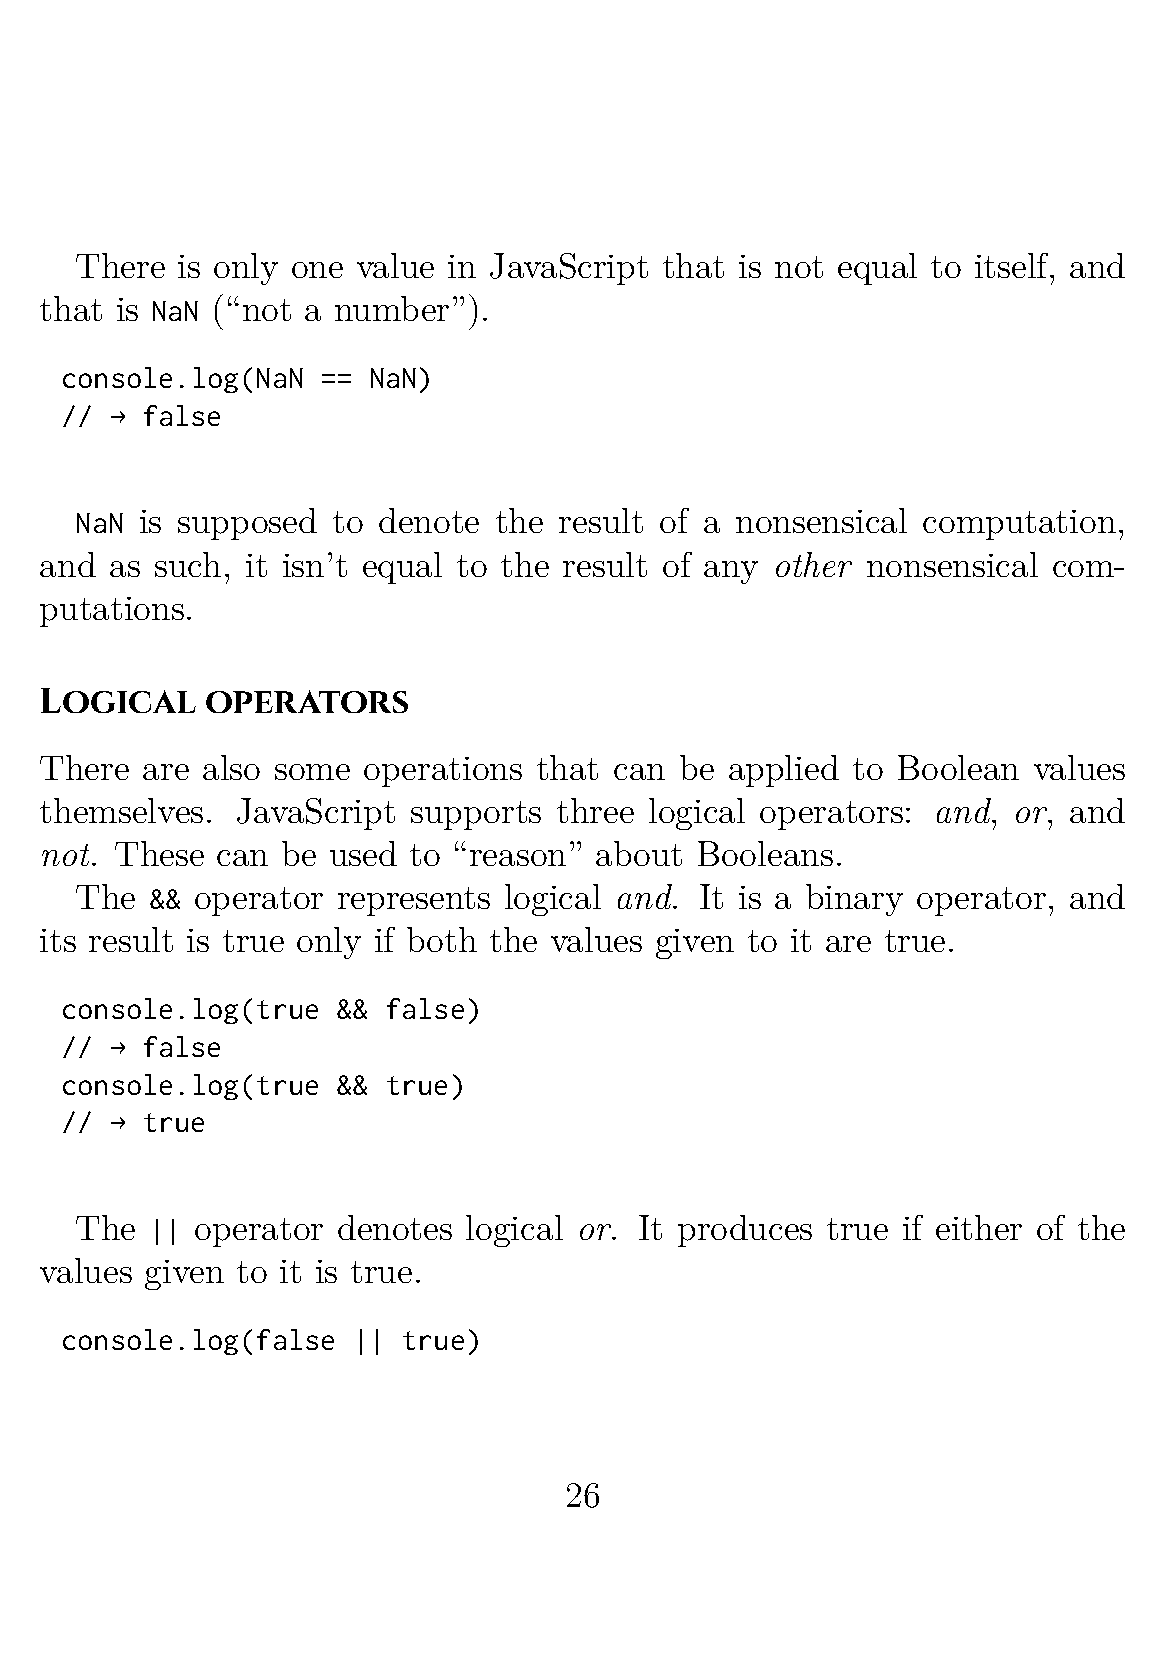 There is only one value in JavaScript that is not equal to itself, and
that is NaN (“not a number”).
console.log(NaN == NaN)
// → false
NaN is supposed to denote the result of a nonsensical computation,
and as such, it isn’t equal to the result of any other nonsensical com-
putations.
Logical operators
There are also some operations that can be applied to Boolean values
themselves. JavaScript supports three logical operators: and, or, and
not. These can be used to “reason” about Booleans.
The && operator represents logical and. It is a binary operator, and
its result is true only if both the values given to it are true.
console.log(true && false)
// → false
console.log(true && true)
// → true
The || operator denotes logical or. It produces true if either of the
values given to it is true.
console.log(false || true)
26